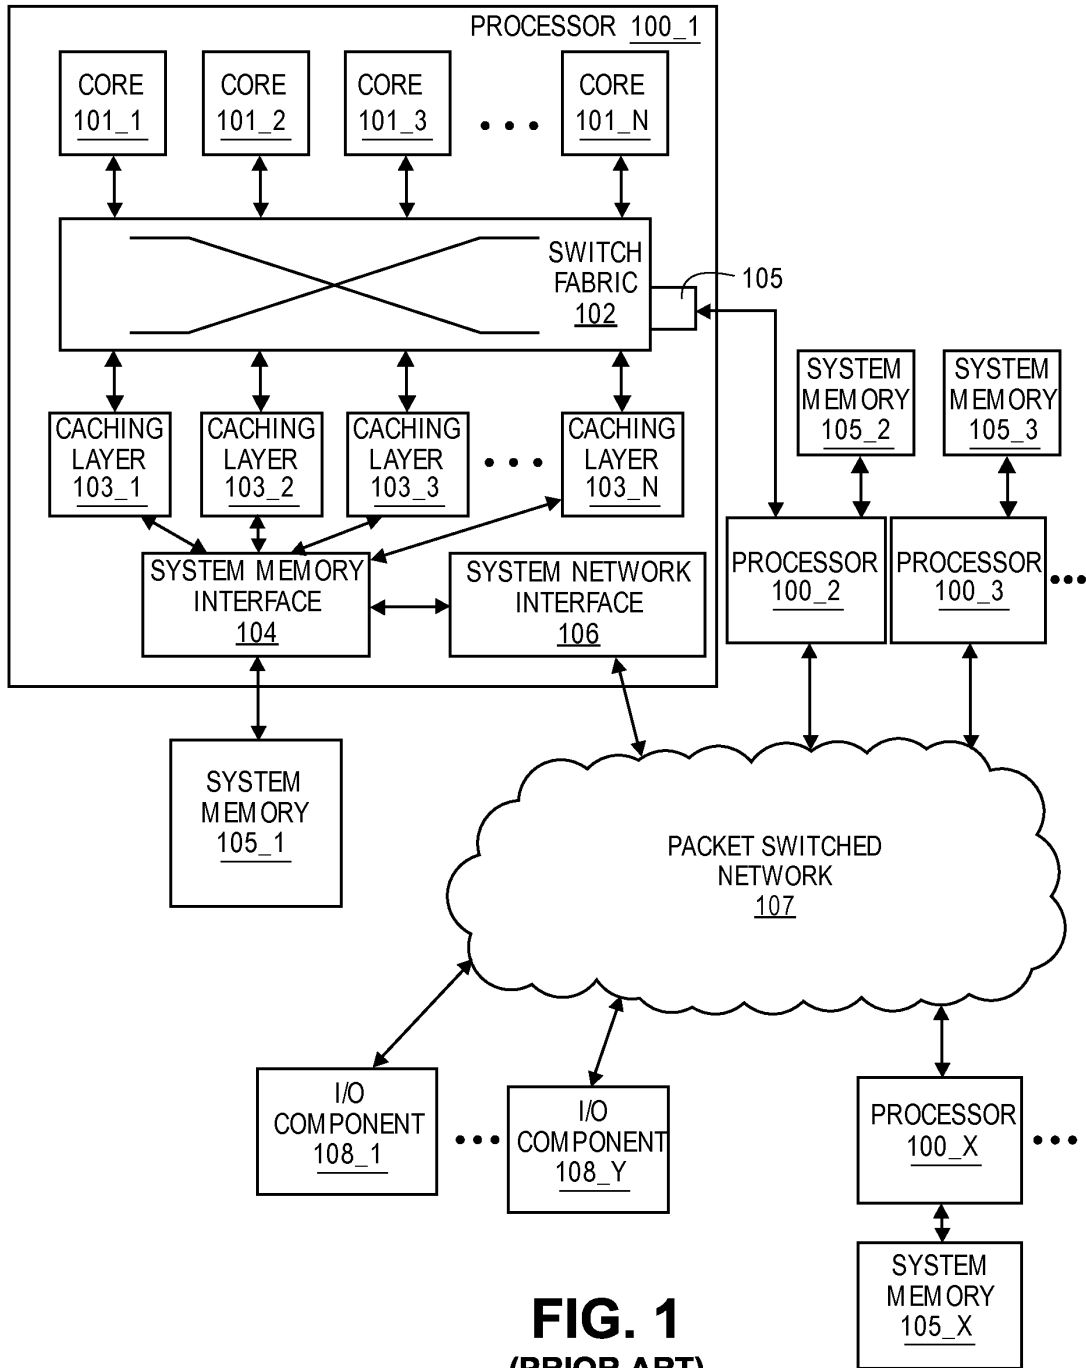 PROCESSOR 100_1
CORE
101_1
CORE
101_2
CORE
101_3
• • •
CORE
101_N
SWITCH
FABRIC
102
105
CACHING
LAYER
103_1
CACHING
LAYER
103_2
CACHING
LAYER
103_3
• • •
CACHING
LAYER
103_N
SYSTEM MEMORY
INTERFACE
104
SYSTEM NETWORK
INTERFACE
106
SYSTEM
MEMORY
105_1
SYSTEM
MEMORY
105_2
SYSTEM
MEMORY
105_3
PROCESSOR
100_2
PROCESSOR
100_3
•••
PACKET SWITCHED
NETWORK
107
I/O
COMPONENT
108_1
•••
I/O
COMPONENT
108_Y
PROCESSOR
100_X
•••
SYSTEM
MEMORY
105_X
FIG. 1
(PRIOR ART)